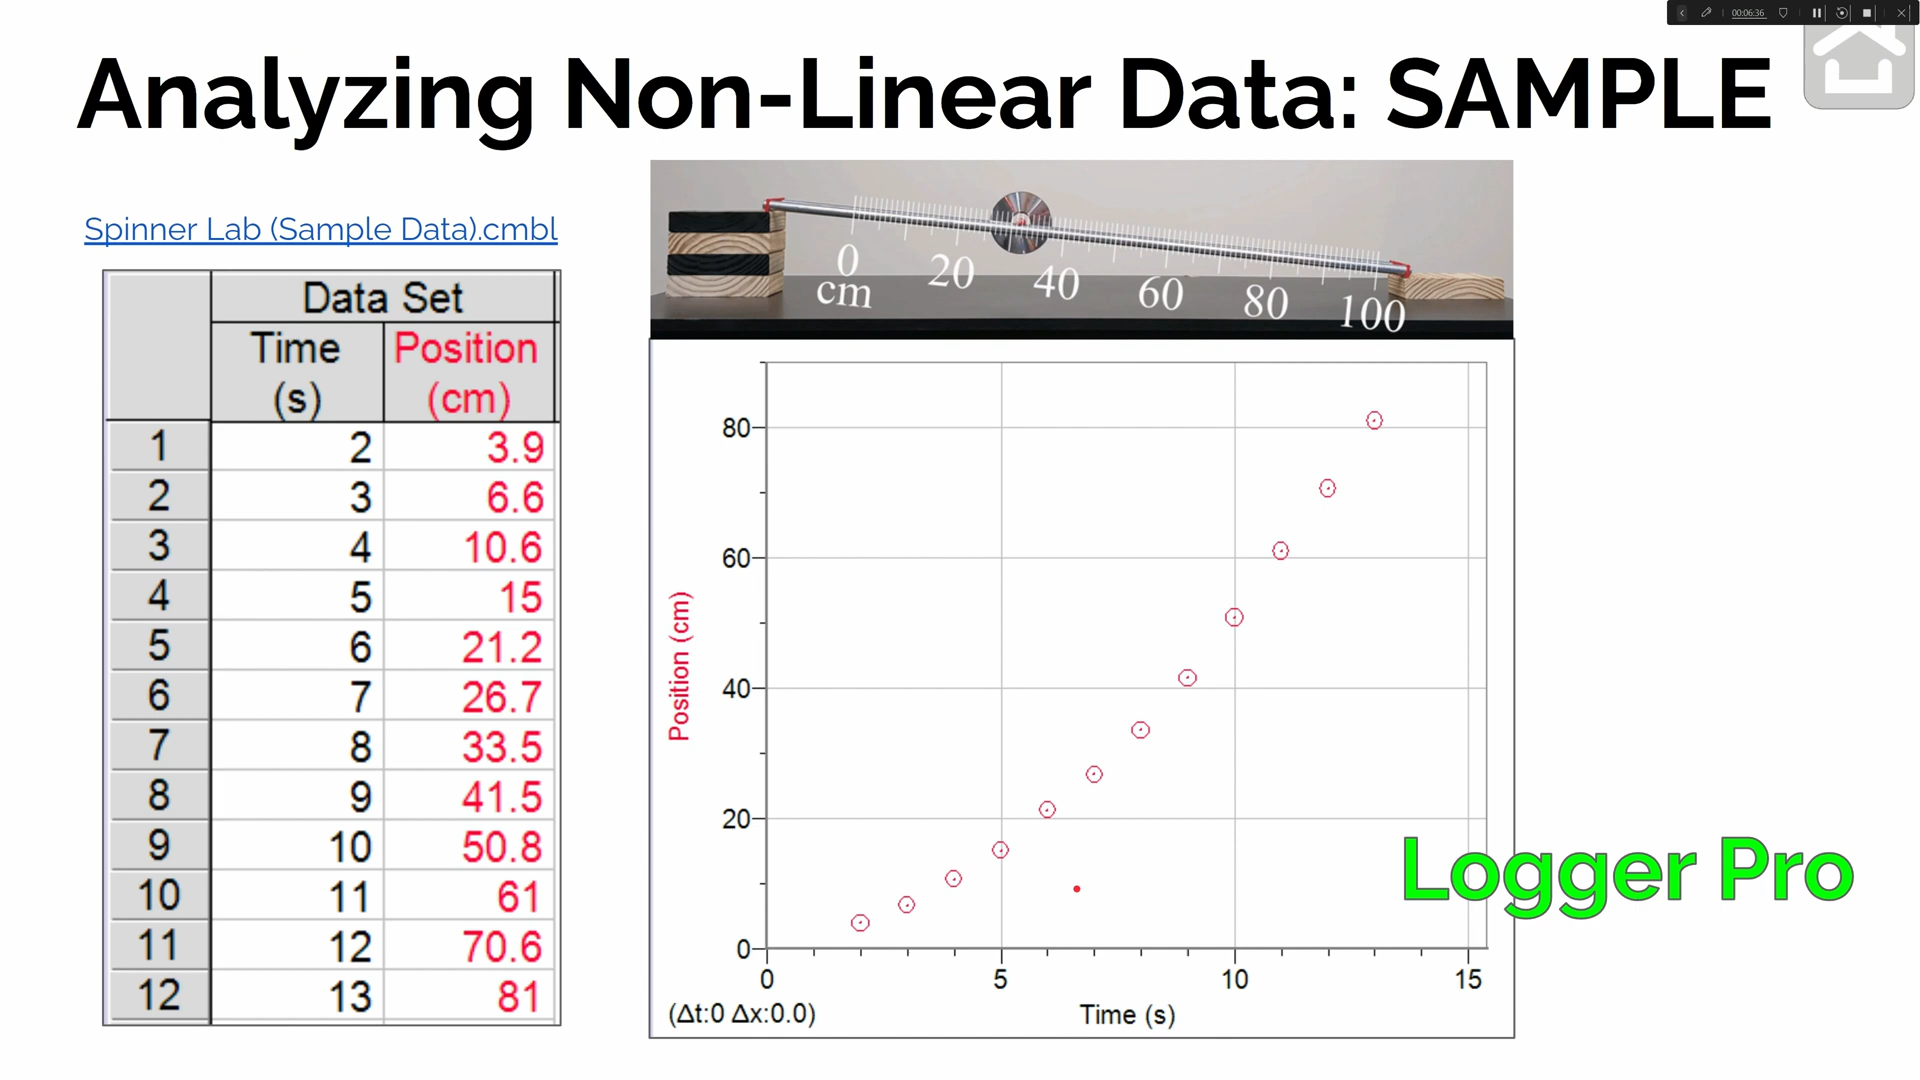 00:06:36
Analyzing Non-Linear Data: SAMPLE
Spinner Lab (Sample Data).cmbl
Data Set
Time (s) Position (cm)
1 2 3.9
2 3 6.6
3 4 10.6
4 5 15
5 6 21.2
6 7 26.7
7 8 33.5
8 9 41.5
9 10 50.8
10 11 61
11 12 70.6
12 13 81
0 20 40 60 80 100
cm
Position (cm)
80
60
40
20
0
0 5 10 15
(Δt:0 Δx:0.0) Time (s)
Logger Pro